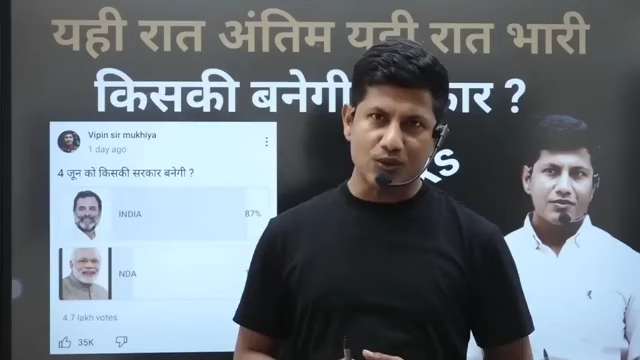 यही रात अंतिम यही रात भारी
किसकी बनेगी कार ?
Vipin sir mukhiya
1 day ago
4 जून को किसकी सरकार बनेगी ?
INDIA 87%
NDA
4.7 lakh votes
35K